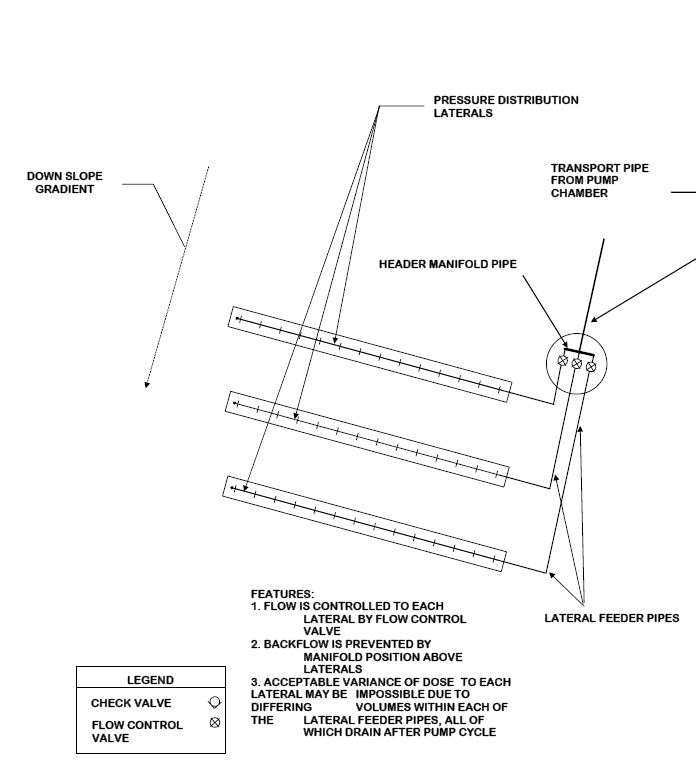 PRESSURE DISTRIBUTION
LATERALS
TRANSPORT PIPE
FROM PUMP
CHAMBER
DOWN SLOPE
GRADIENT
HEADER MANIFOLD PIPE
FEATURES:
1. FLOW IS CONTROLLED TO EACH
LATERAL BY FLOW CONTROL
VALVE
2. BACKFLOW IS PREVENTED BY
MANIFOLD POSITION ABOVE
LATERALS
3. ACCEPTABLE VARIANCE OF DOSE TO EACH
LATERAL MAY BE IMPOSSIBLE DUE TO
DIFFERING VOLUMES WITHIN EACH OF
THE LATERAL FEEDER PIPES, ALL OF
WHICH DRAIN AFTER PUMP CYCLE
LATERAL FEEDER PIPES
LEGEND
CHECK VALVE
FLOW CONTROL
VALVE